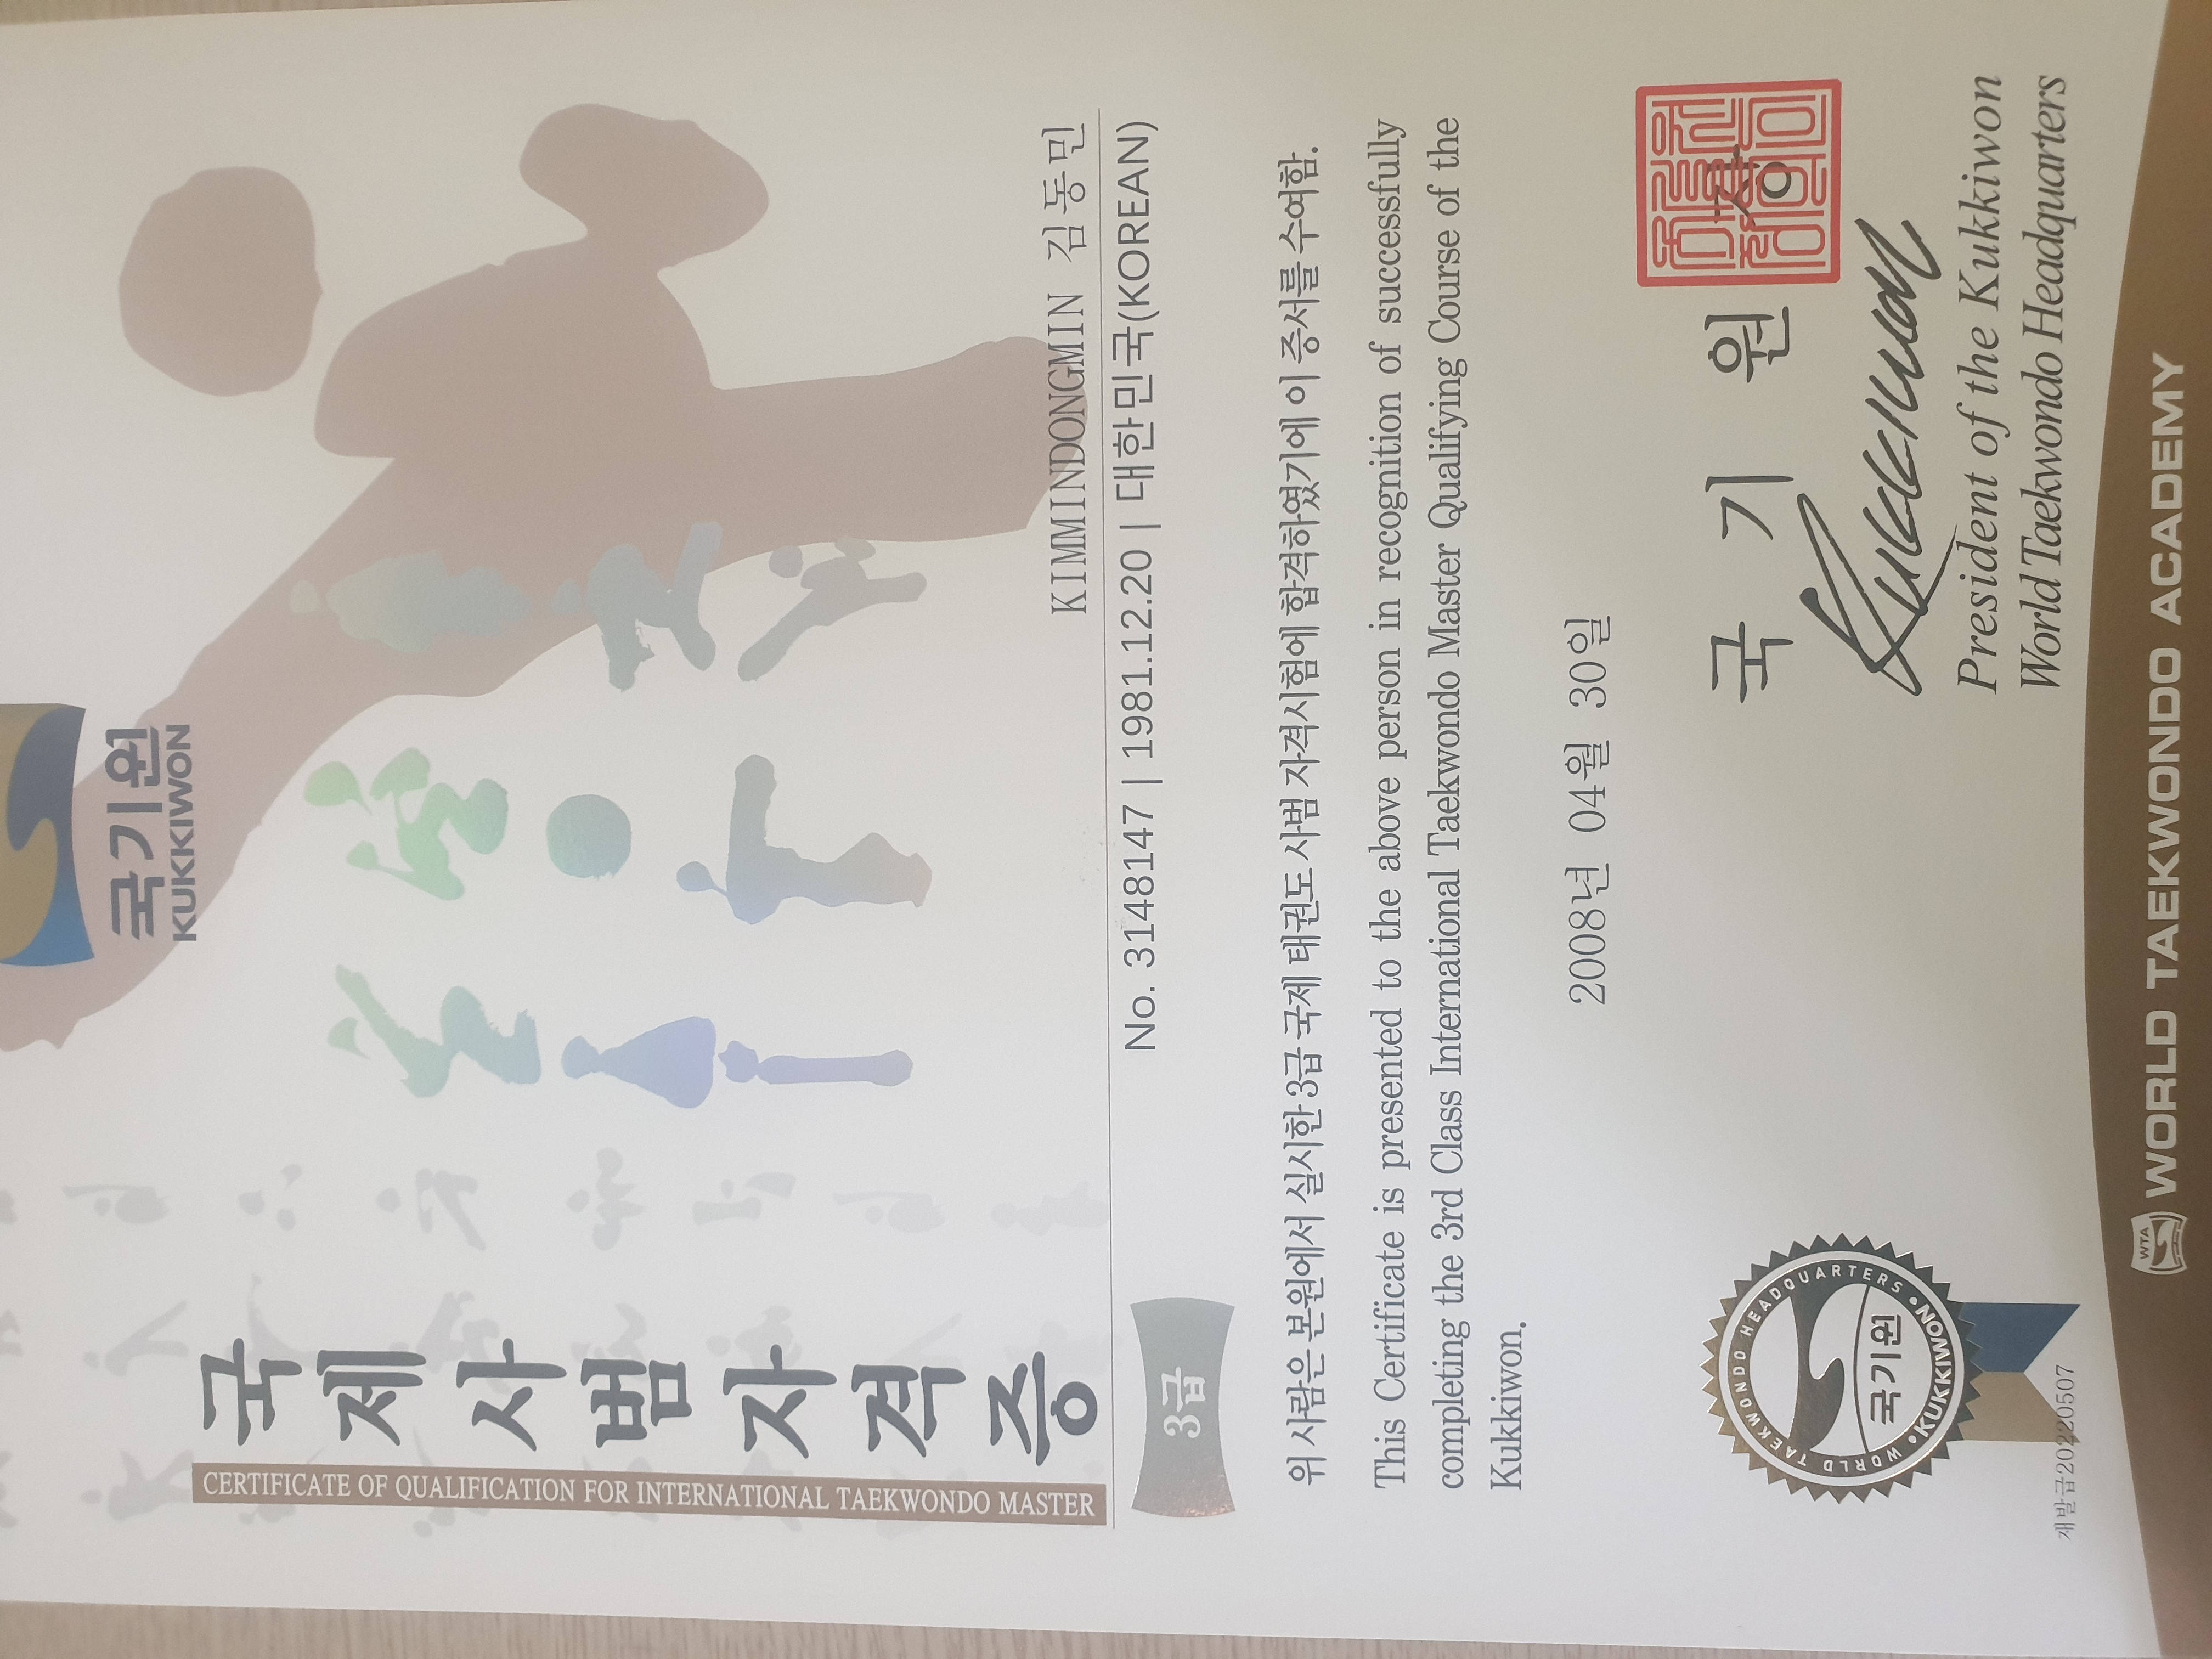 국기원
KUKKIWON
국제사범자격증
CERTIFICATE OF QUALIFICATION FOR INTERNATIONAL TAEKWONDO MASTER
KIMMINDONGMIN 김동민
No. 3148147 | 1981.12.20 | 대한민국(KOREAN)
3급
위 사람은 본원에서 실시한 3급 국제 태권도 사범 자격시험에 합격하였기에 이 증서를 수여함.
This Certificate is presented to the above person in recognition of successfully
completing the 3rd Class International Taekwondo Master Qualifying Course of the
Kukkiwon.
2008년 04월 30일
국 기 원 장
President of the Kukkiwon
World Taekwondo Headquarters
WORLD TAEKWONDO HEADQUARTERS • KUKKIWON •
국기원
재발급20220507
WTA
WORLD TAEKWONDO ACADEMY